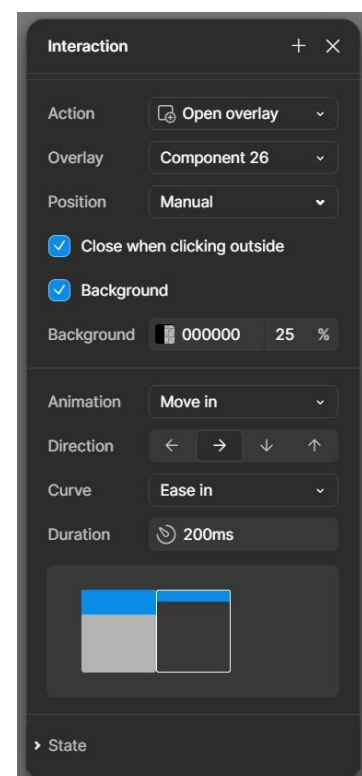 Interaction
Action Open overlay
Overlay Component 26
Position Manual
Close when clicking outside
Background
Background 000000 25 %
Animation Move in
Direction
Curve Ease in
Duration 200ms
State